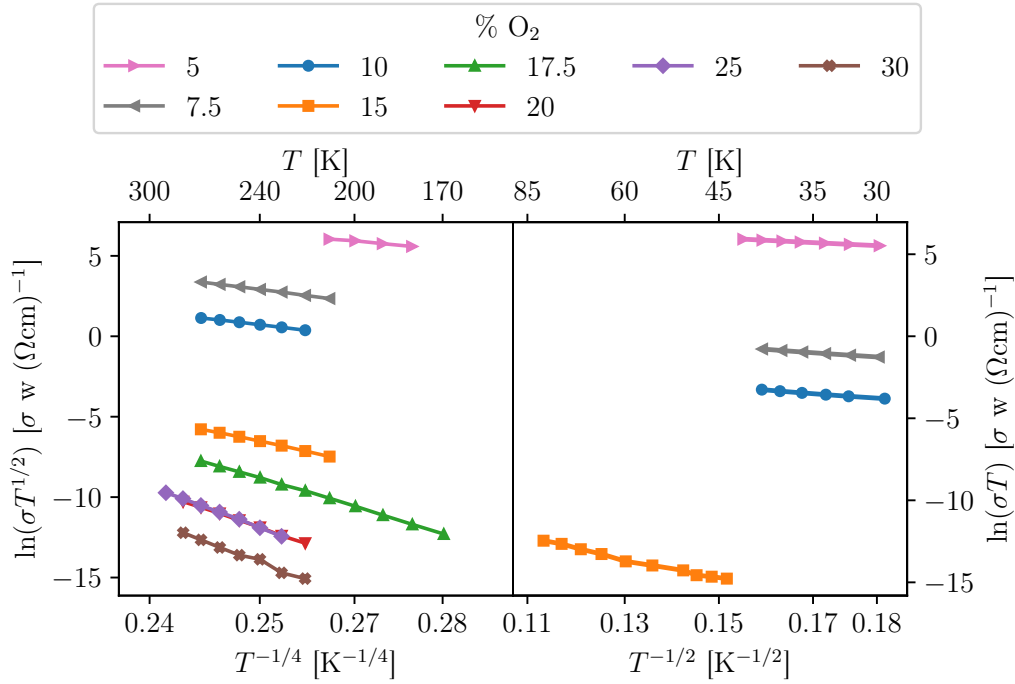 % O₂
5 10 17.5 25 30
7.5 15 20
T [K] T [K]
300 240 200 170 85 60 45 35 30
5 5
0 0
−5 −5
−10 −10
−15 −15
ln(σT^{1/2}) [σ w (Ωcm)^{−1}]
ln(σT) [σ w (Ωcm)^{−1}]
0.24 0.25 0.27 0.28 0.11 0.13 0.15 0.17 0.18
T^{−1/4} [K^{−1/4}] T^{−1/2} [K^{−1/2}]